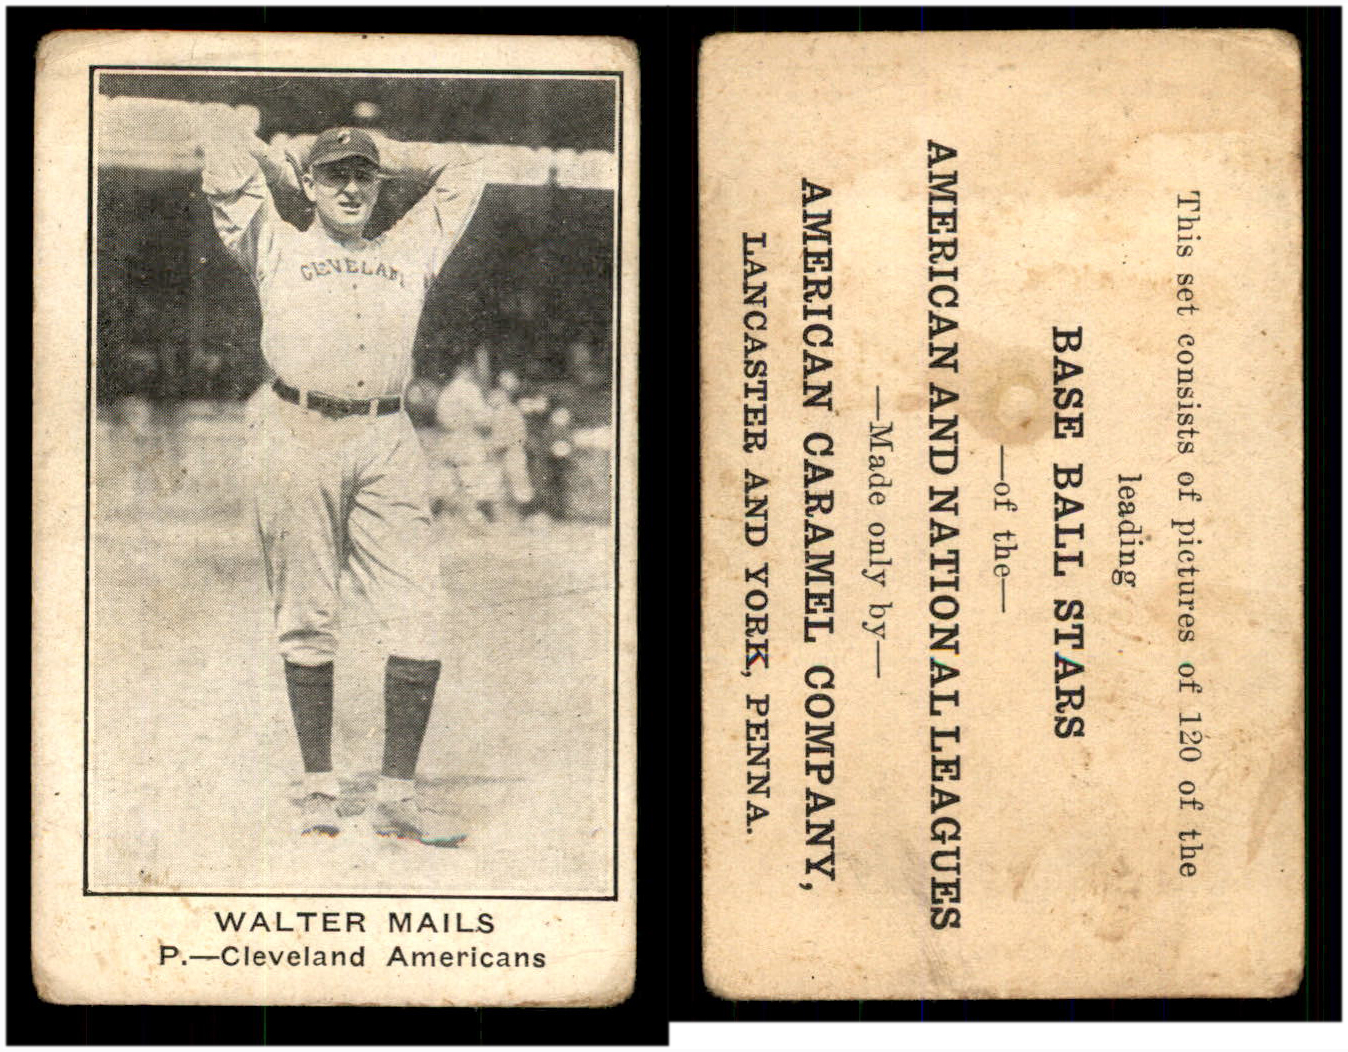 CLEVELAN
WALTER MAILS
P.—Cleveland Americans
This set consists of pictures of 120 of the
leading
BASE BALL STARS
—of the—
AMERICAN AND NATIONAL LEAGUES
—Made only by—
AMERICAN CARAMEL COMPANY,
LANCASTER AND YORK, PENNA.